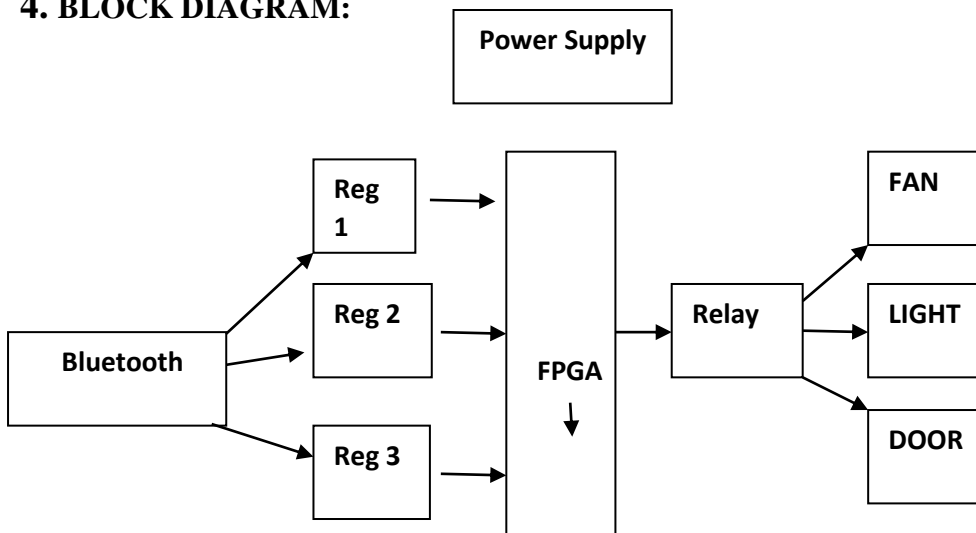 4. BLOCK DIAGRAM:
Power Supply
Reg
1
FAN
Reg 2
Relay
LIGHT
Bluetooth
FPGA
Reg 3
DOOR